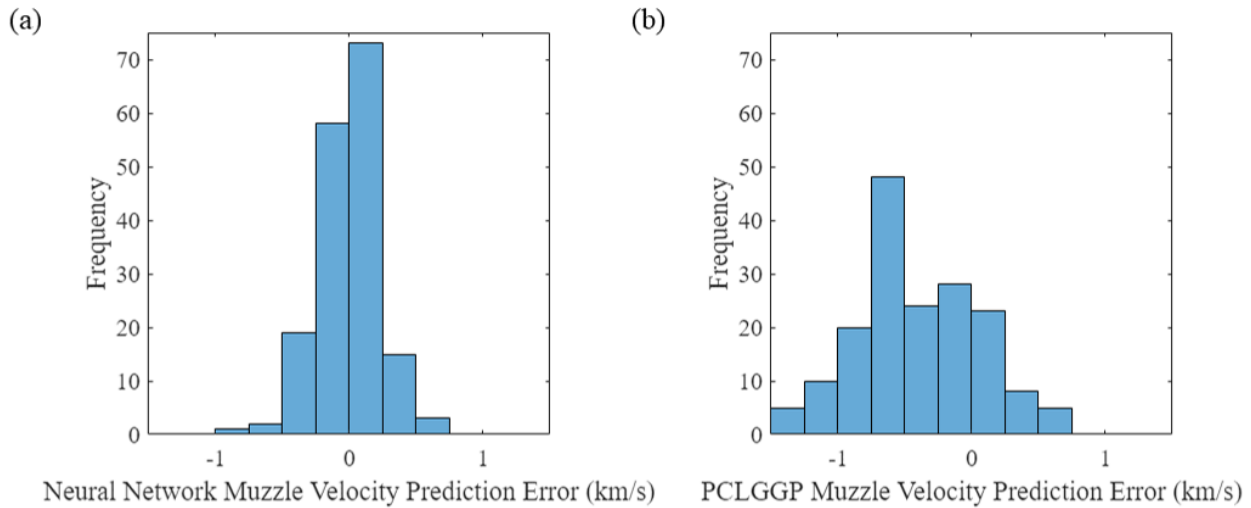 (a)
70
60
50
40
30
20
10
0
Frequency
-1 0 1
Neural Network Muzzle Velocity Prediction Error (km/s)
(b)
70
60
50
40
30
20
10
0
Frequency
-1 0 1
PCLGGP Muzzle Velocity Prediction Error (km/s)